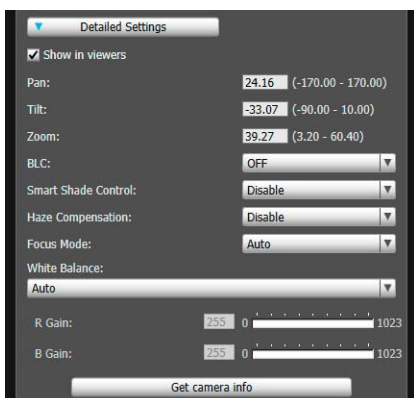 Detailed Settings
Show in viewers
Pan: 24.16 (-170.00 - 170.00)
Tilt: -33.07 (-90.00 - 10.00)
Zoom: 39.27 (3.20 - 60.40)
BLC: OFF
Smart Shade Control: Disable
Haze Compensation: Disable
Focus Mode: Auto
White Balance:
Auto
R Gain: 255 0 1023
B Gain: 255 0 1023
Get camera info